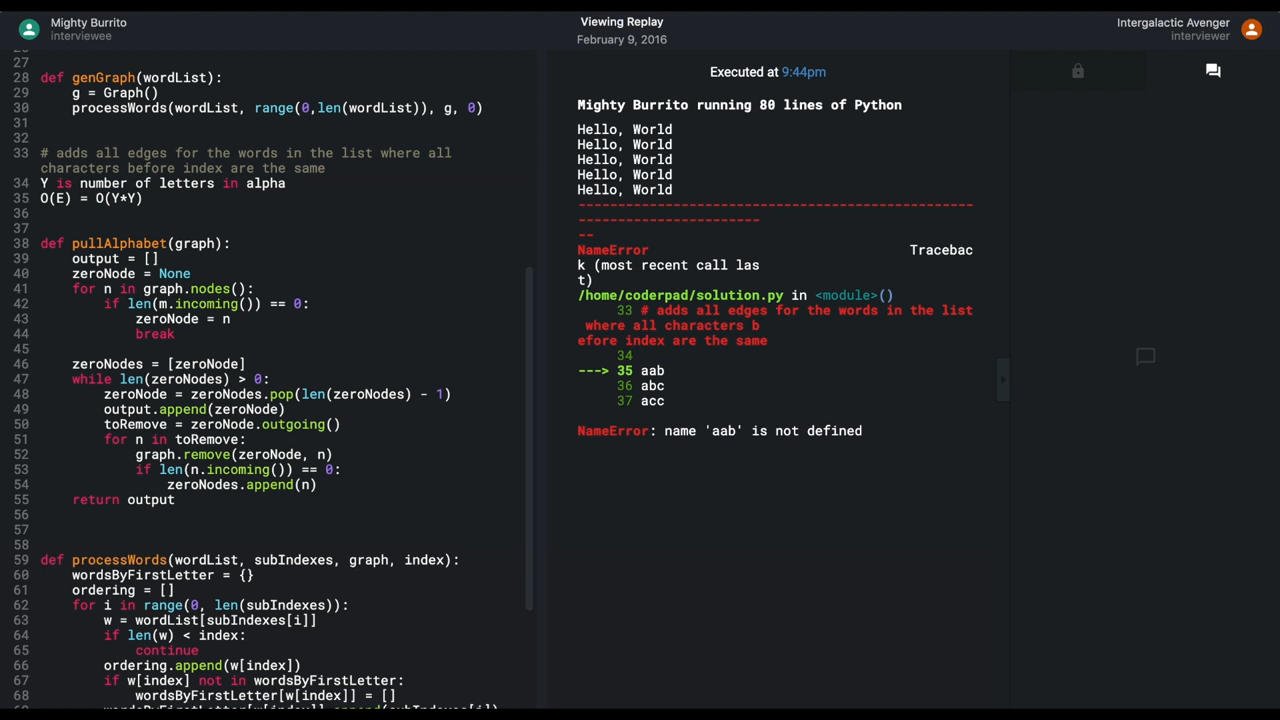 Mighty Burrito
interviewee
Viewing Replay
February 9, 2016
Intergalactic Avenger
interviewer
27
28 def genGraph(wordList):
29     g = Graph()
30     processWords(wordList, range(0,len(wordList)), g, 0)
31
32
33 # adds all edges for the words in the list where all
characters before index are the same
34 Y is number of letters in alpha
35 O(E) = O(Y*Y)
36
37
38 def pullAlphabet(graph):
39     output = []
40     zeroNode = None
41     for n in graph.nodes():
42         if len(m.incoming()) == 0:
43             zeroNode = n
44             break
45
46     zeroNodes = [zeroNode]
47     while len(zeroNodes) > 0:
48         zeroNode = zeroNodes.pop(len(zeroNodes) - 1)
49         output.append(zeroNode)
50         toRemove = zeroNode.outgoing()
51         for n in toRemove:
52             graph.remove(zeroNode, n)
53             if len(n.incoming()) == 0:
54                 zeroNodes.append(n)
55     return output
56
57
58
59 def processWords(wordList, subIndexes, graph, index):
60     wordsByFirstLetter = {}
61     ordering = []
62     for i in range(0, len(subIndexes)):
63         w = wordList[subIndexes[i]]
64         if len(w) < index:
65             continue
66         ordering.append(w[index])
67         if w[index] not in wordsByFirstLetter:
68             wordsByFirstLetter[w[index]] = []
Executed at 9:44pm
Mighty Burrito running 80 lines of Python
Hello, World
Hello, World
Hello, World
Hello, World
Hello, World
--------------------------------------------------
-----------------------
--
NameError                                 Tracebac
k (most recent call las
t)
/home/coderpad/solution.py in <module>()
     33 # adds all edges for the words in the list
 where all characters b
efore index are the same
     34
---> 35 aab
     36 abc
     37 acc
NameError: name 'aab' is not defined